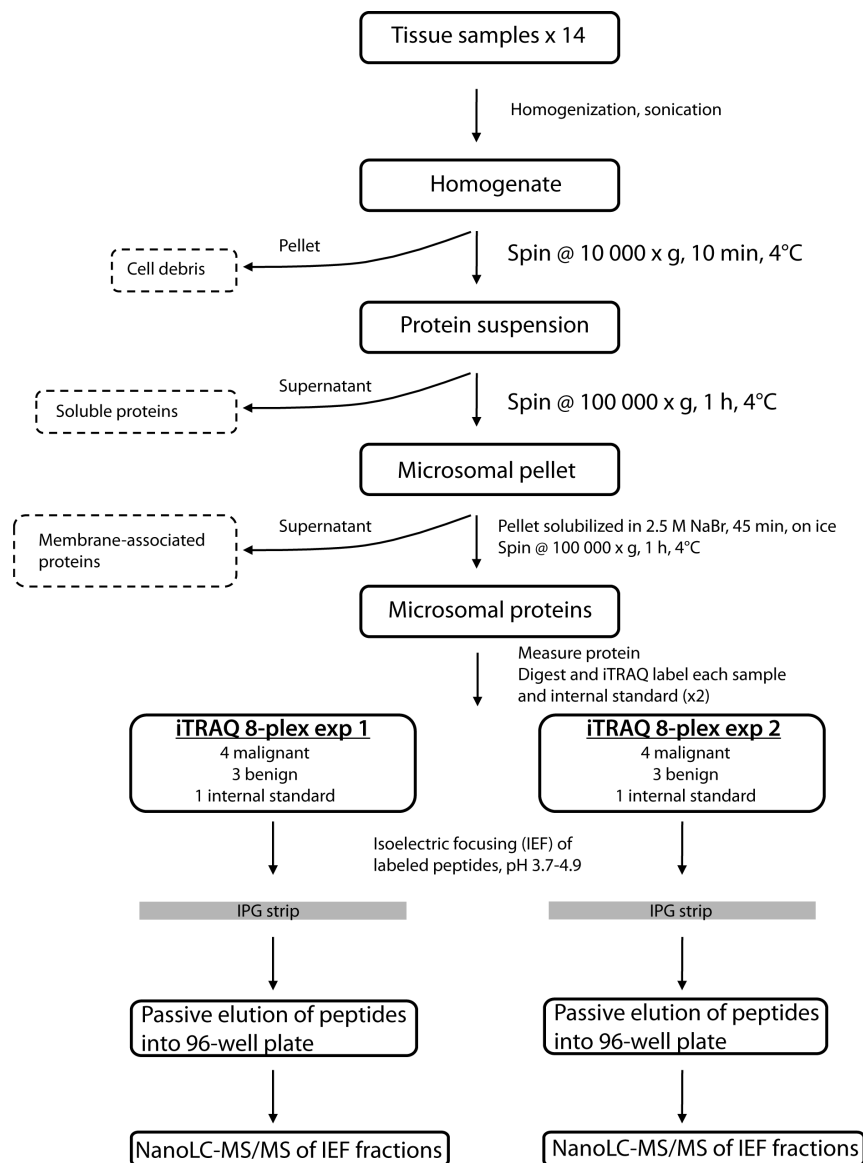 Tissue samples x 14
Homogenization, sonication
Homogenate
Pellet
Cell debris
Spin @ 10 000 x g, 10 min, 4°C
Protein suspension
Supernatant
Soluble proteins
Spin @ 100 000 x g, 1 h, 4°C
Microsomal pellet
Supernatant
Membrane-associated
proteins
Pellet solubilized in 2.5 M NaBr, 45 min, on ice
Spin @ 100 000 x g, 1 h, 4°C
Microsomal proteins
Measure protein
Digest and iTRAQ label each sample
and internal standard (x2)
iTRAQ 8-plex exp 1
4 malignant
3 benign
1 internal standard
iTRAQ 8-plex exp 2
4 malignant
3 benign
1 internal standard
Isoelectric focusing (IEF) of
labeled peptides, pH 3.7-4.9
IPG strip
IPG strip
Passive elution of peptides
into 96-well plate
Passive elution of peptides
into 96-well plate
NanoLC-MS/MS of IEF fractions
NanoLC-MS/MS of IEF fractions